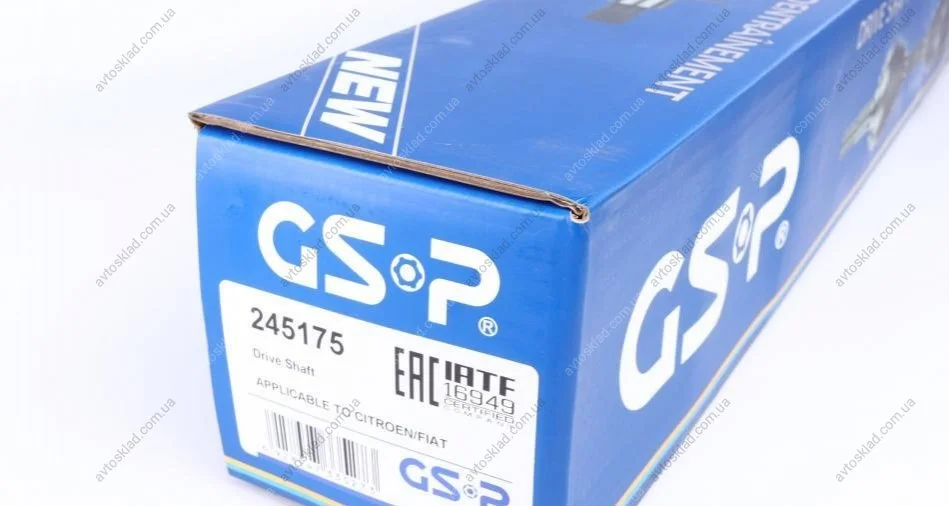 NEW
D'ENTRAÎNEMENT
GSP®
GSP®
245175
Drive Shaft
APPLICABLE TO CITROEN/FIAT
EAC
IATF
16949
CERTIFIED
COMPANY
GSP
avtosklad.com.ua